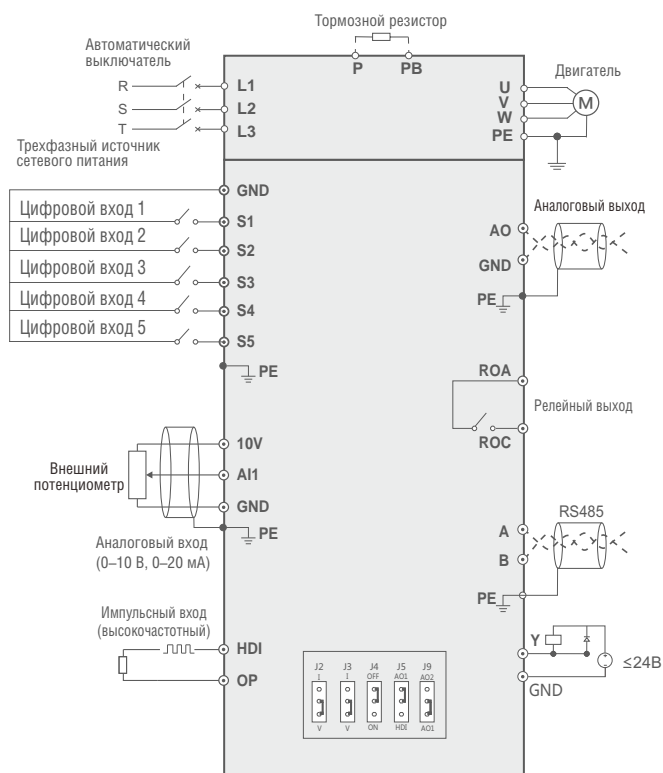 Тормозной резистор
P PB
Автоматический
выключатель
R L1
S L2
T L3
Трехфазный источник
сетевого питания
Двигатель
U
V
W
M
PE
GND
Цифровой вход 1
S1
Цифровой вход 2
S2
Цифровой вход 3
S3
Цифровой вход 4
S4
Цифровой вход 5
S5
PE
Аналоговый выход
AO
GND
PE
ROA
Релейный выход
ROC
10V
Внешний
потенциометр
AI1
GND
PE
Аналоговый вход
(0–10 В, 0–20 мА)
RS485
A
B
PE
Импульсный вход
(высокочастотный)
HDI
OP
Y
≤24В
GND
J2 J3 J4 J5 J9
I I OFF AO1 AO2
V V ON HDI AO1